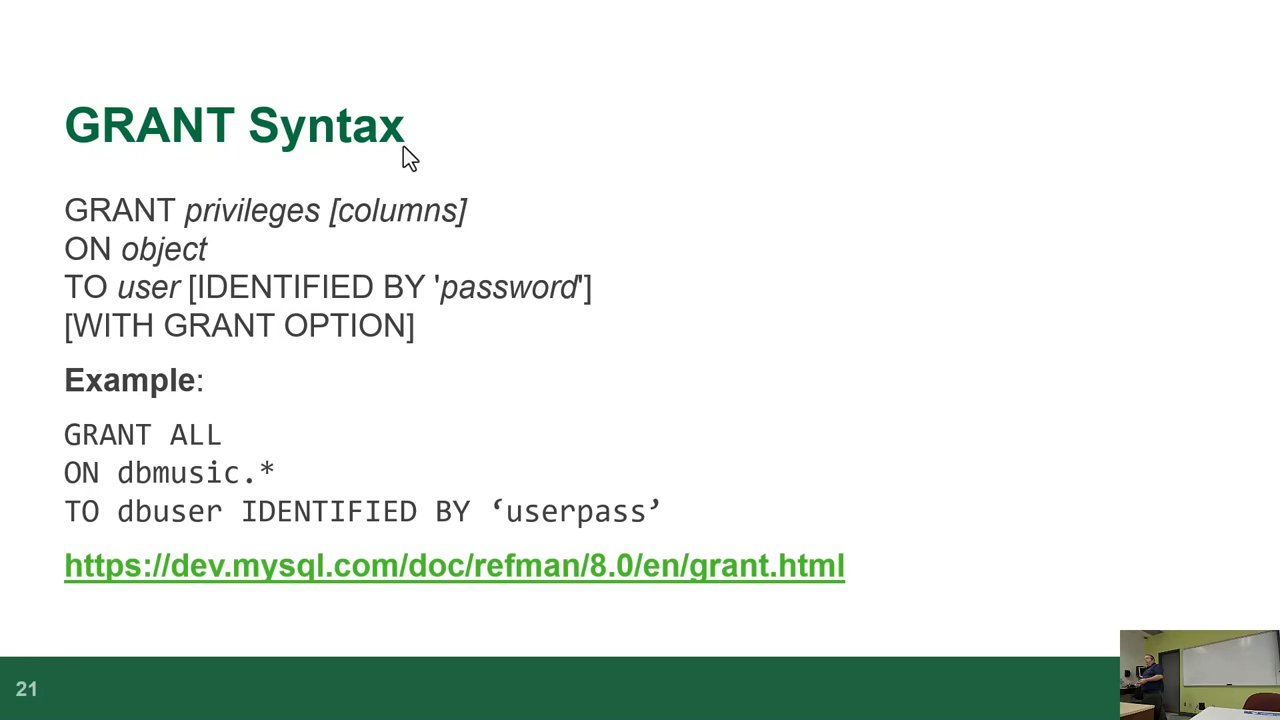 GRANT Syntax
GRANT privileges [columns]
ON object
TO user [IDENTIFIED BY 'password']
[WITH GRANT OPTION]
Example:
GRANT ALL
ON dbmusic.*
TO dbuser IDENTIFIED BY ‘userpass’
https://dev.mysql.com/doc/refman/8.0/en/grant.html
21